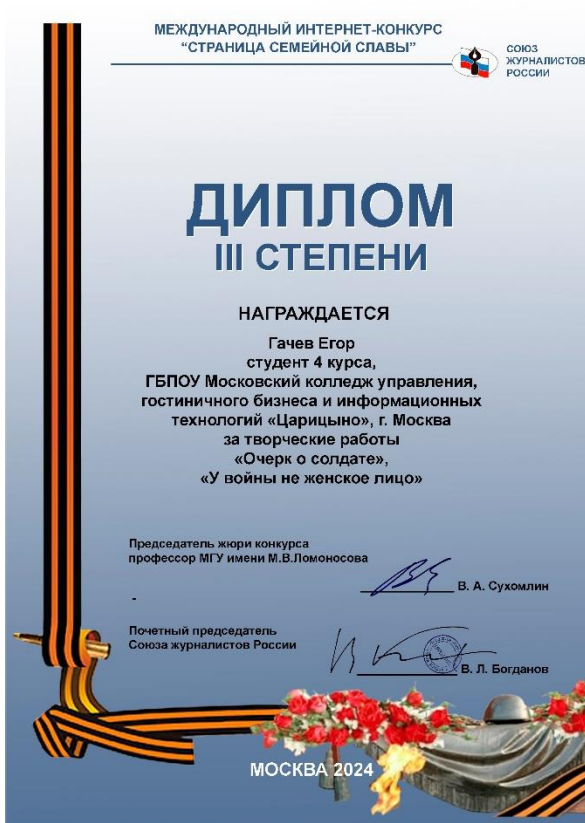 МЕЖДУНАРОДНЫЙ ИНТЕРНЕТ-КОНКУРС
“СТРАНИЦА СЕМЕЙНОЙ СЛАВЫ”
СОЮЗ
ЖУРНАЛИСТОВ
РОССИИ
ДИПЛОМ
III СТЕПЕНИ
НАГРАЖДАЕТСЯ
Гачев Егор
студент 4 курса,
ГБПОУ Московский колледж управления,
гостиничного бизнеса и информационных
технологий «Царицыно», г. Москва
за творческие работы
«Очерк о солдате»,
«У войны не женское лицо»
Председатель жюри конкурса
профессор МГУ имени М.В.Ломоносова
В. А. Сухомлин
-
Почетный председатель
Союза журналистов России
В. Л. Богданов
МОСКВА 2024